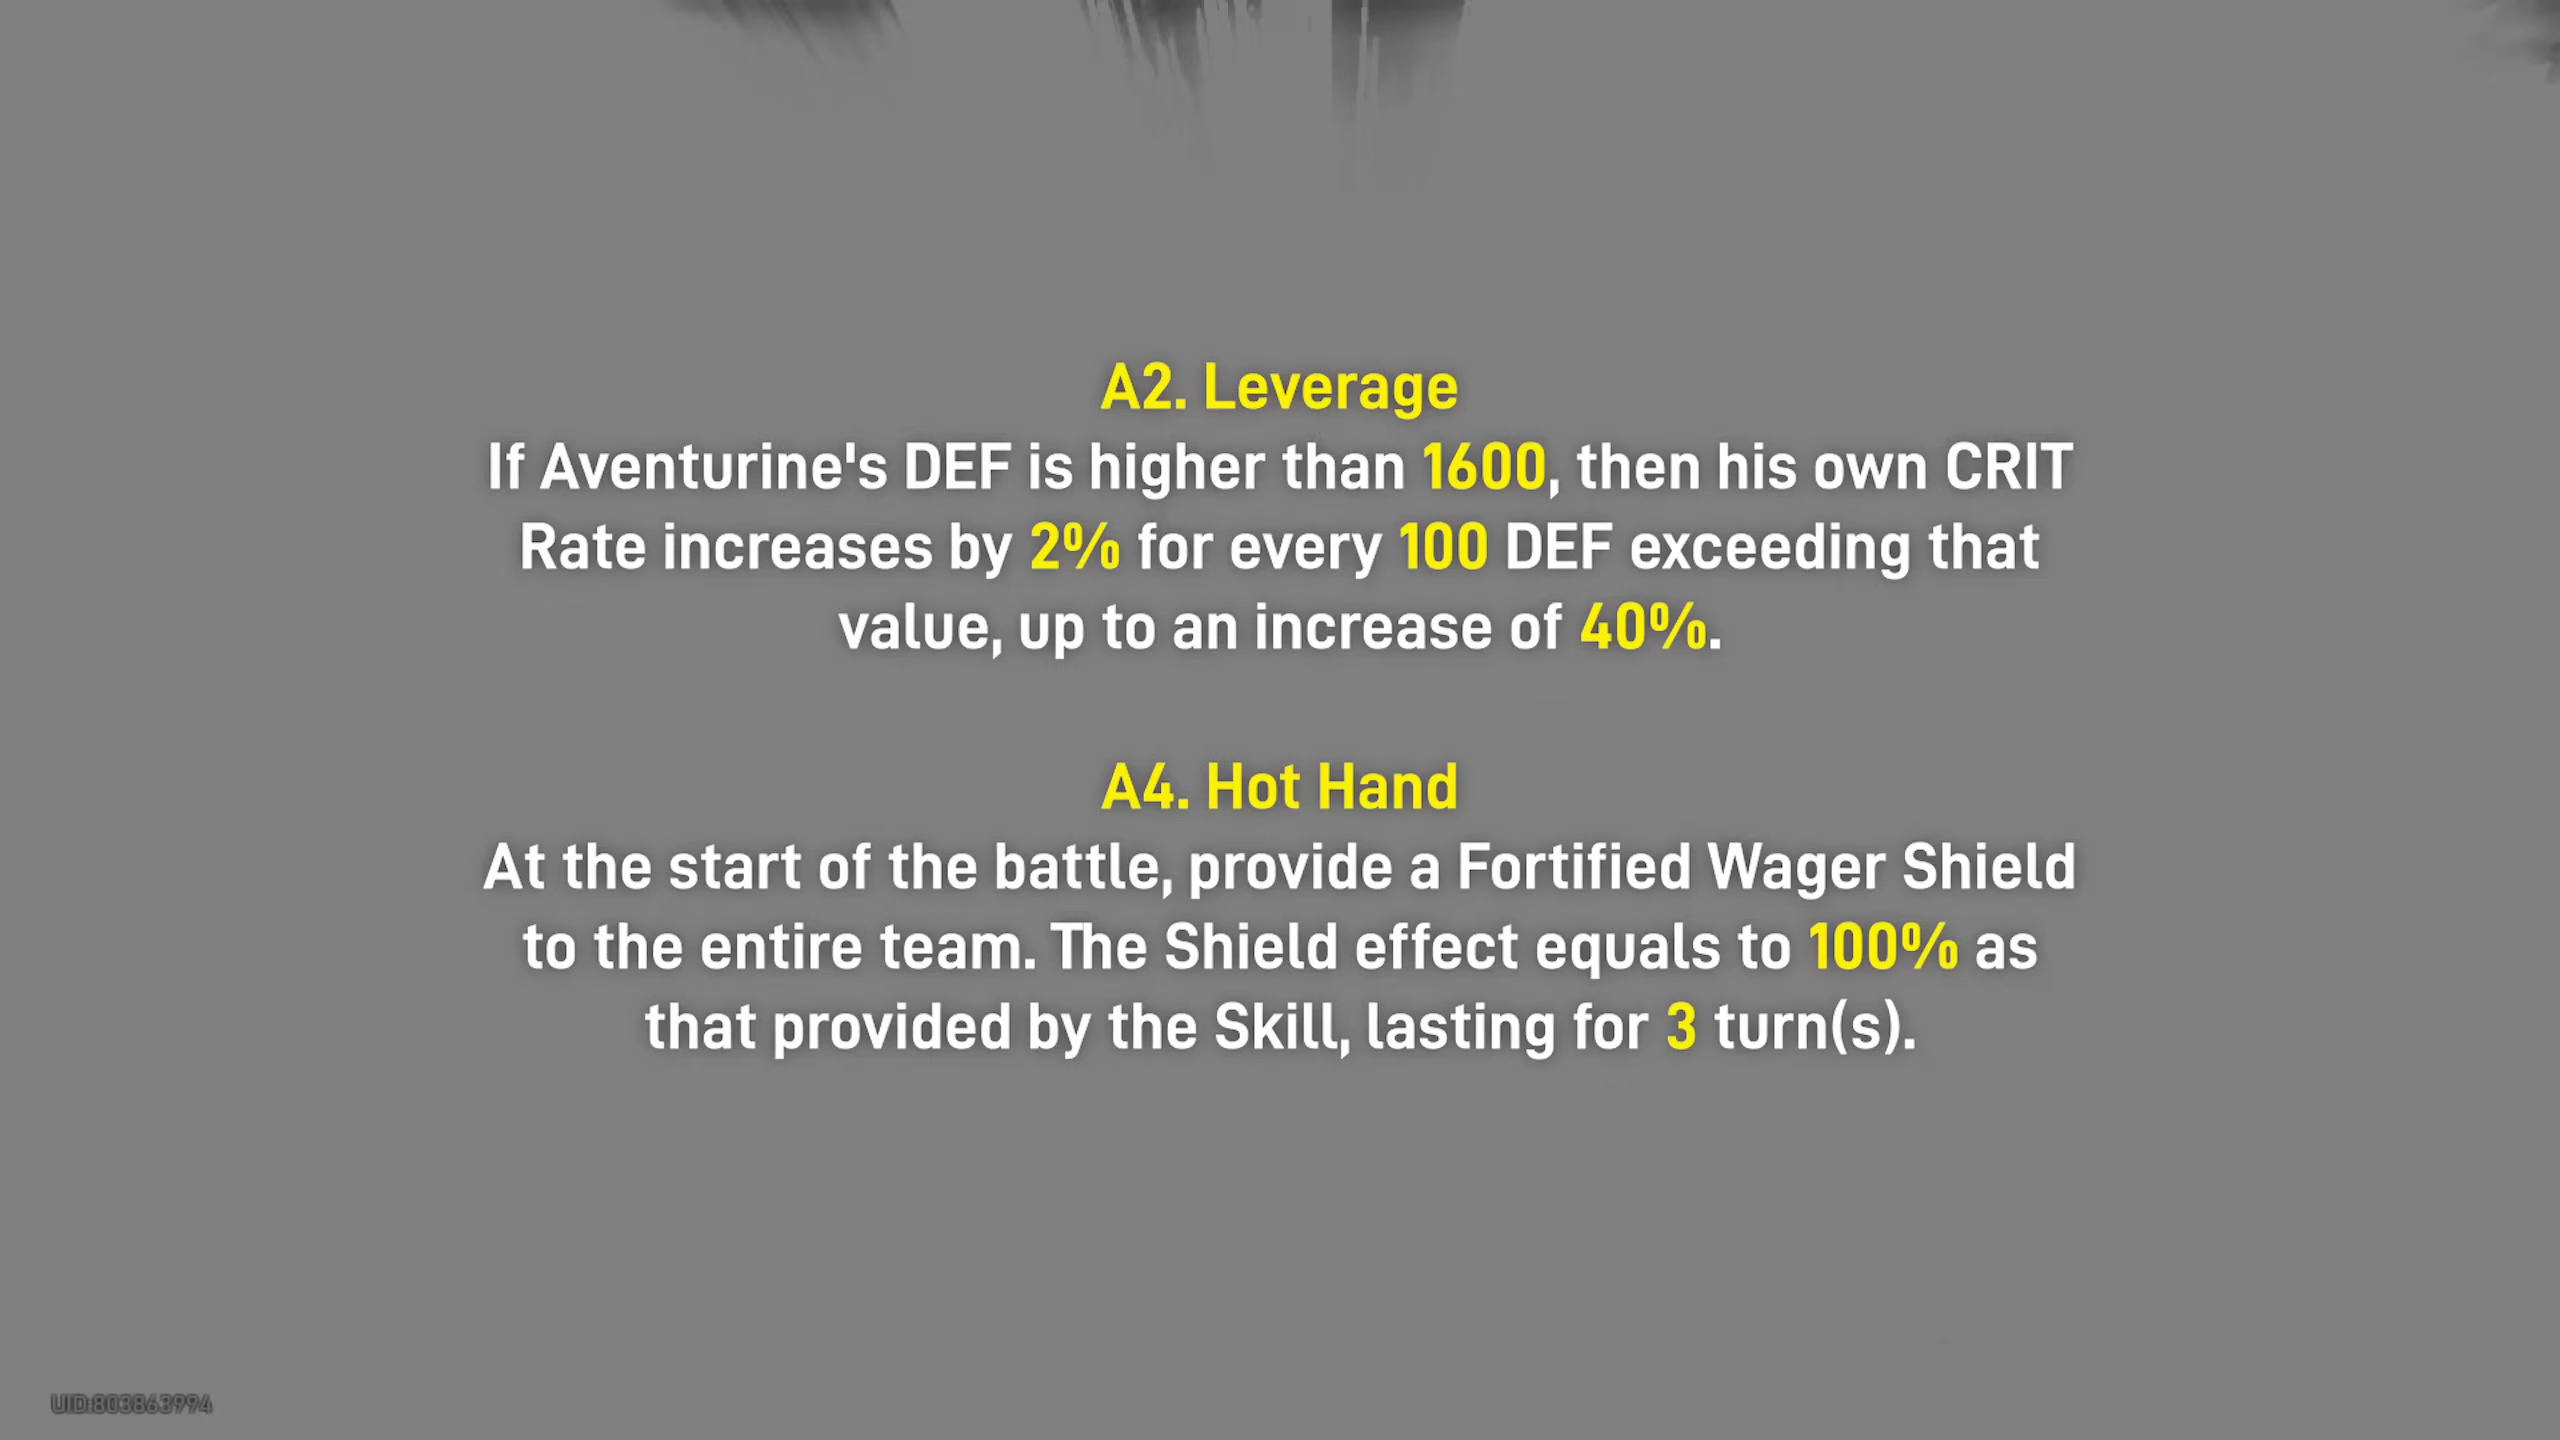 A2. Leverage
If Aventurine's DEF is higher than 1600, then his own CRIT
Rate increases by 2% for every 100 DEF exceeding that
value, up to an increase of 40%.
A4. Hot Hand
At the start of the battle, provide a Fortified Wager Shield
to the entire team. The Shield effect equals to 100% as
that provided by the Skill, lasting for 3 turn(s).
UID:803863994